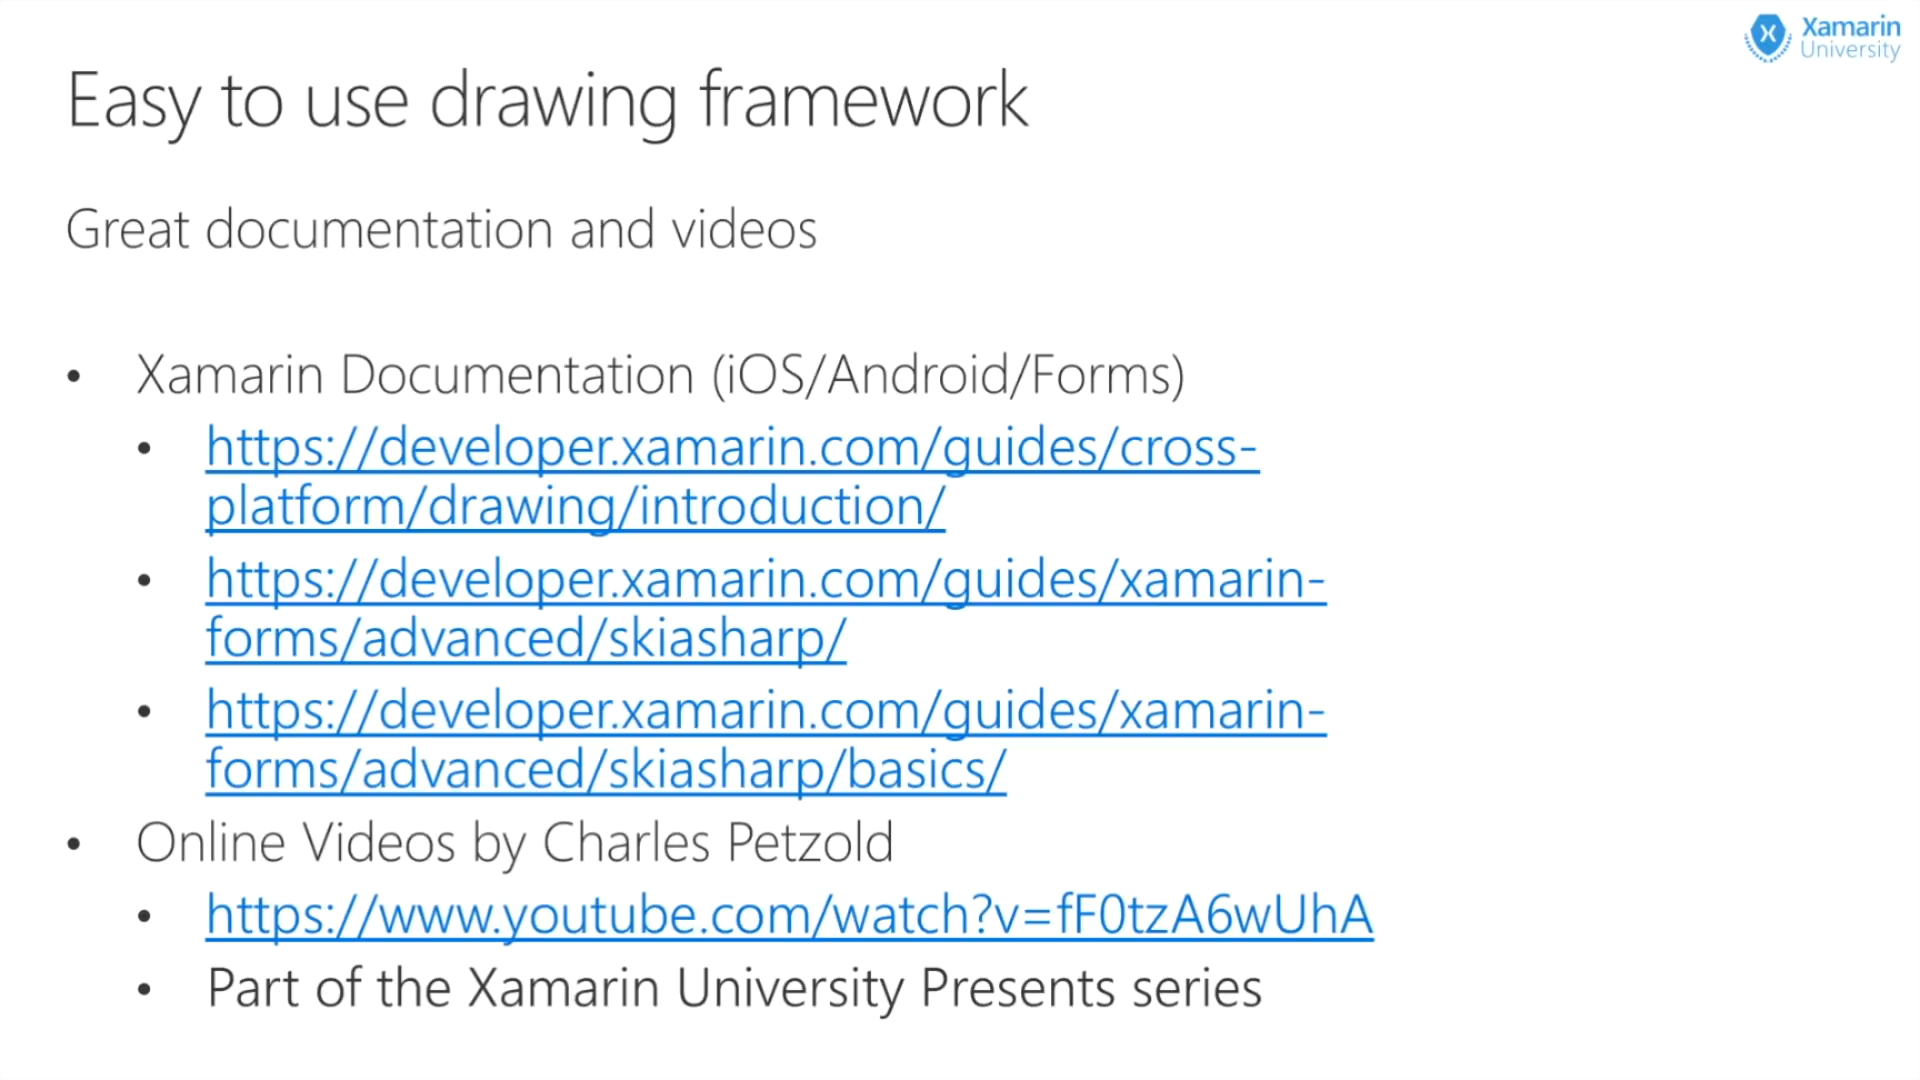 Xamarin
University
Easy to use drawing framework
Great documentation and videos
• Xamarin Documentation (iOS/Android/Forms)
• https://developer.xamarin.com/guides/cross-
platform/drawing/introduction/
• https://developer.xamarin.com/guides/xamarin-
forms/advanced/skiasharp/
• https://developer.xamarin.com/guides/xamarin-
forms/advanced/skiasharp/basics/
• Online Videos by Charles Petzold
• https://www.youtube.com/watch?v=fF0tzA6wUhA
• Part of the Xamarin University Presents series